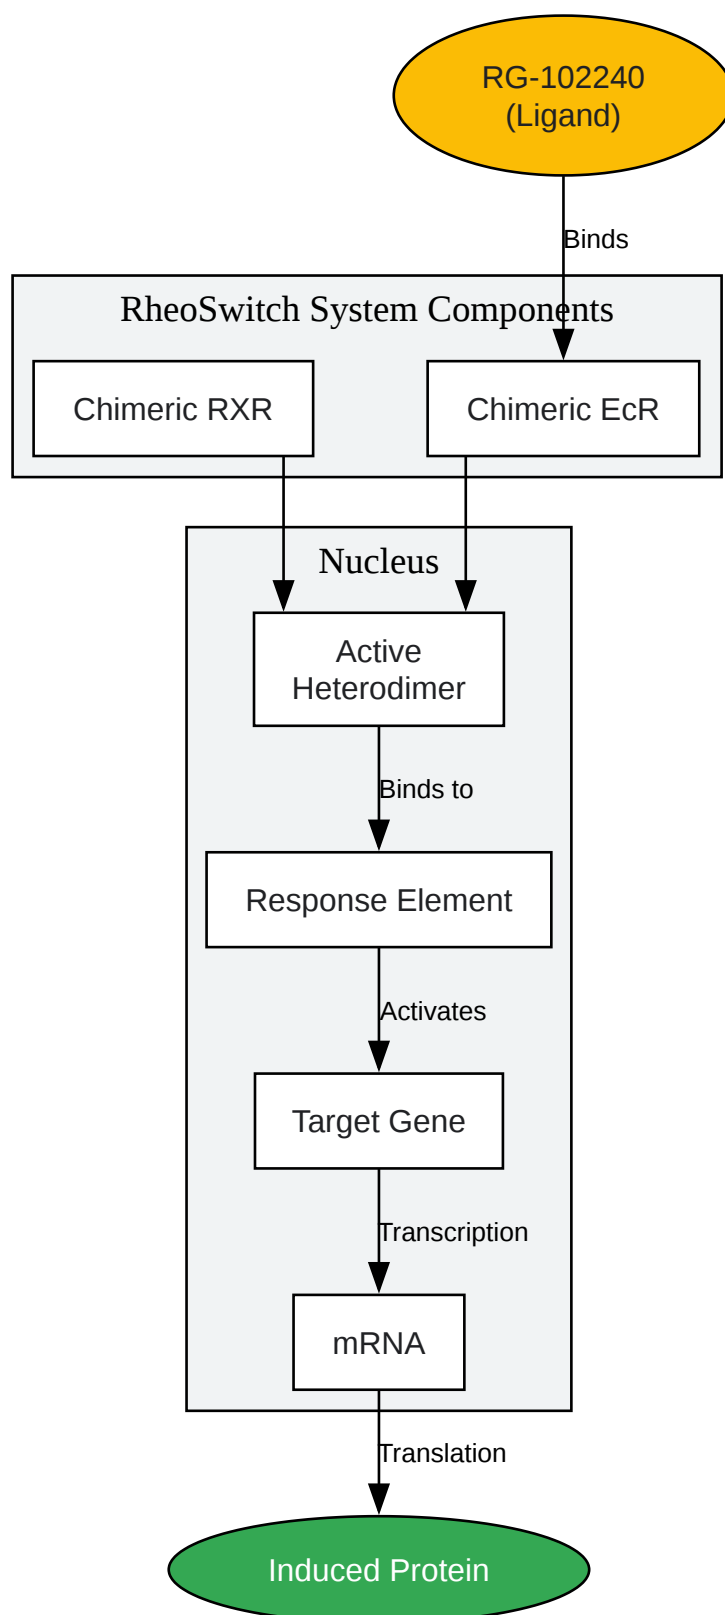 RG-102240
(Ligand)
Binds
RheoSwitch System Components
Chimeric RXR
Chimeric EcR
Nucleus
Active
Heterodimer
Binds to
Response Element
Activates
Target Gene
Transcription
mRNA
Translation
Induced Protein